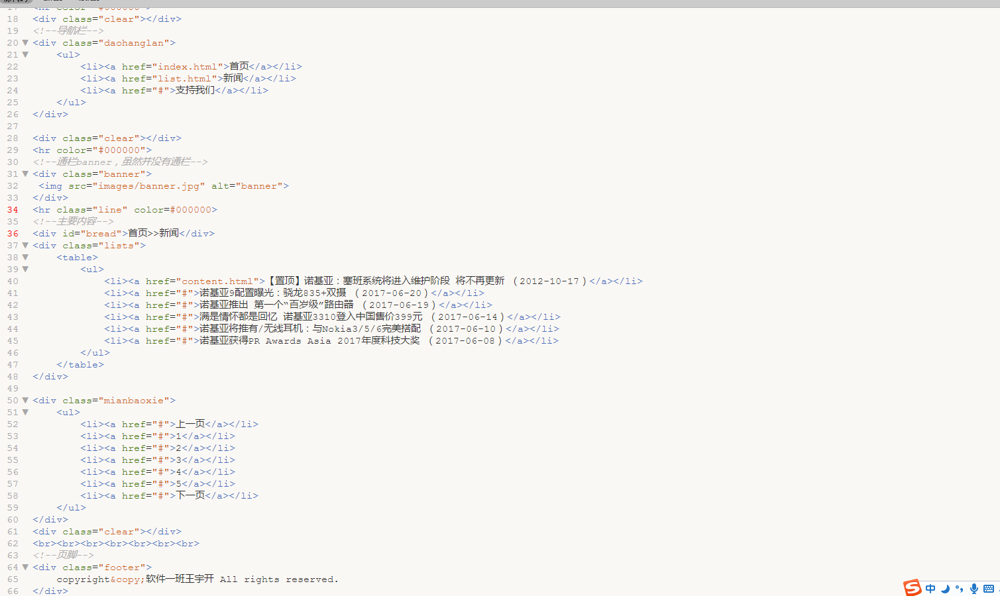 18 <div class="clear"></div>
19 <!--导航栏-->
20 <div class="daohanglan">
21 <ul>
22 <li><a href="index.html">首页</a></li>
23 <li><a href="list.html">新闻</a></li>
24 <li><a href="#">支持我们</a></li>
25 </ul>
26 </div>
27
28 <div class="clear"></div>
29 <hr color="#000000">
30 <!--通栏banner，虽然并没有通栏-->
31 <div class="banner">
32 <img src="images/banner.jpg" alt="banner">
33 </div>
34 <hr class="line" color=#000000>
35 <!--主要内容-->
36 <div id="bread">首页>>新闻</div>
37 <div class="lists">
38 <table>
39 <ul>
40 <li><a href="content.html">【置顶】诺基亚：塞班系统将进入维护阶段 将不再更新 （2012-10-17）</a></li>
41 <li><a href="#">诺基亚9配置曝光：骁龙835+双摄 （2017-06-20）</a></li>
42 <li><a href="#">诺基亚推出 第一个“百岁级”路由器 （2017-06-19）</a></li>
43 <li><a href="#">满是情怀都是回忆 诺基亚3310登入中国售价399元 （2017-06-14）</a></li>
44 <li><a href="#">诺基亚将推有/无线耳机：与Nokia3/5/6完美搭配 （2017-06-10）</a></li>
45 <li><a href="#">诺基亚获得PR Awards Asia 2017年度科技大奖 （2017-06-08）</a></li>
46 </ul>
47 </table>
48 </div>
49
50 <div class="mianbaoxie">
51 <ul>
52 <li><a href="#">上一页</a></li>
53 <li><a href="#">1</a></li>
54 <li><a href="#">2</a></li>
55 <li><a href="#">3</a></li>
56 <li><a href="#">4</a></li>
57 <li><a href="#">5</a></li>
58 <li><a href="#">下一页</a></li>
59 </ul>
60 </div>
61 <div class="clear"></div>
62 <br><br><br><br><br><br><br>
63 <!--页脚-->
64 <div class="footer">
65 copyright&copy;软件一班王宇开 All rights reserved.
66 </div>
中